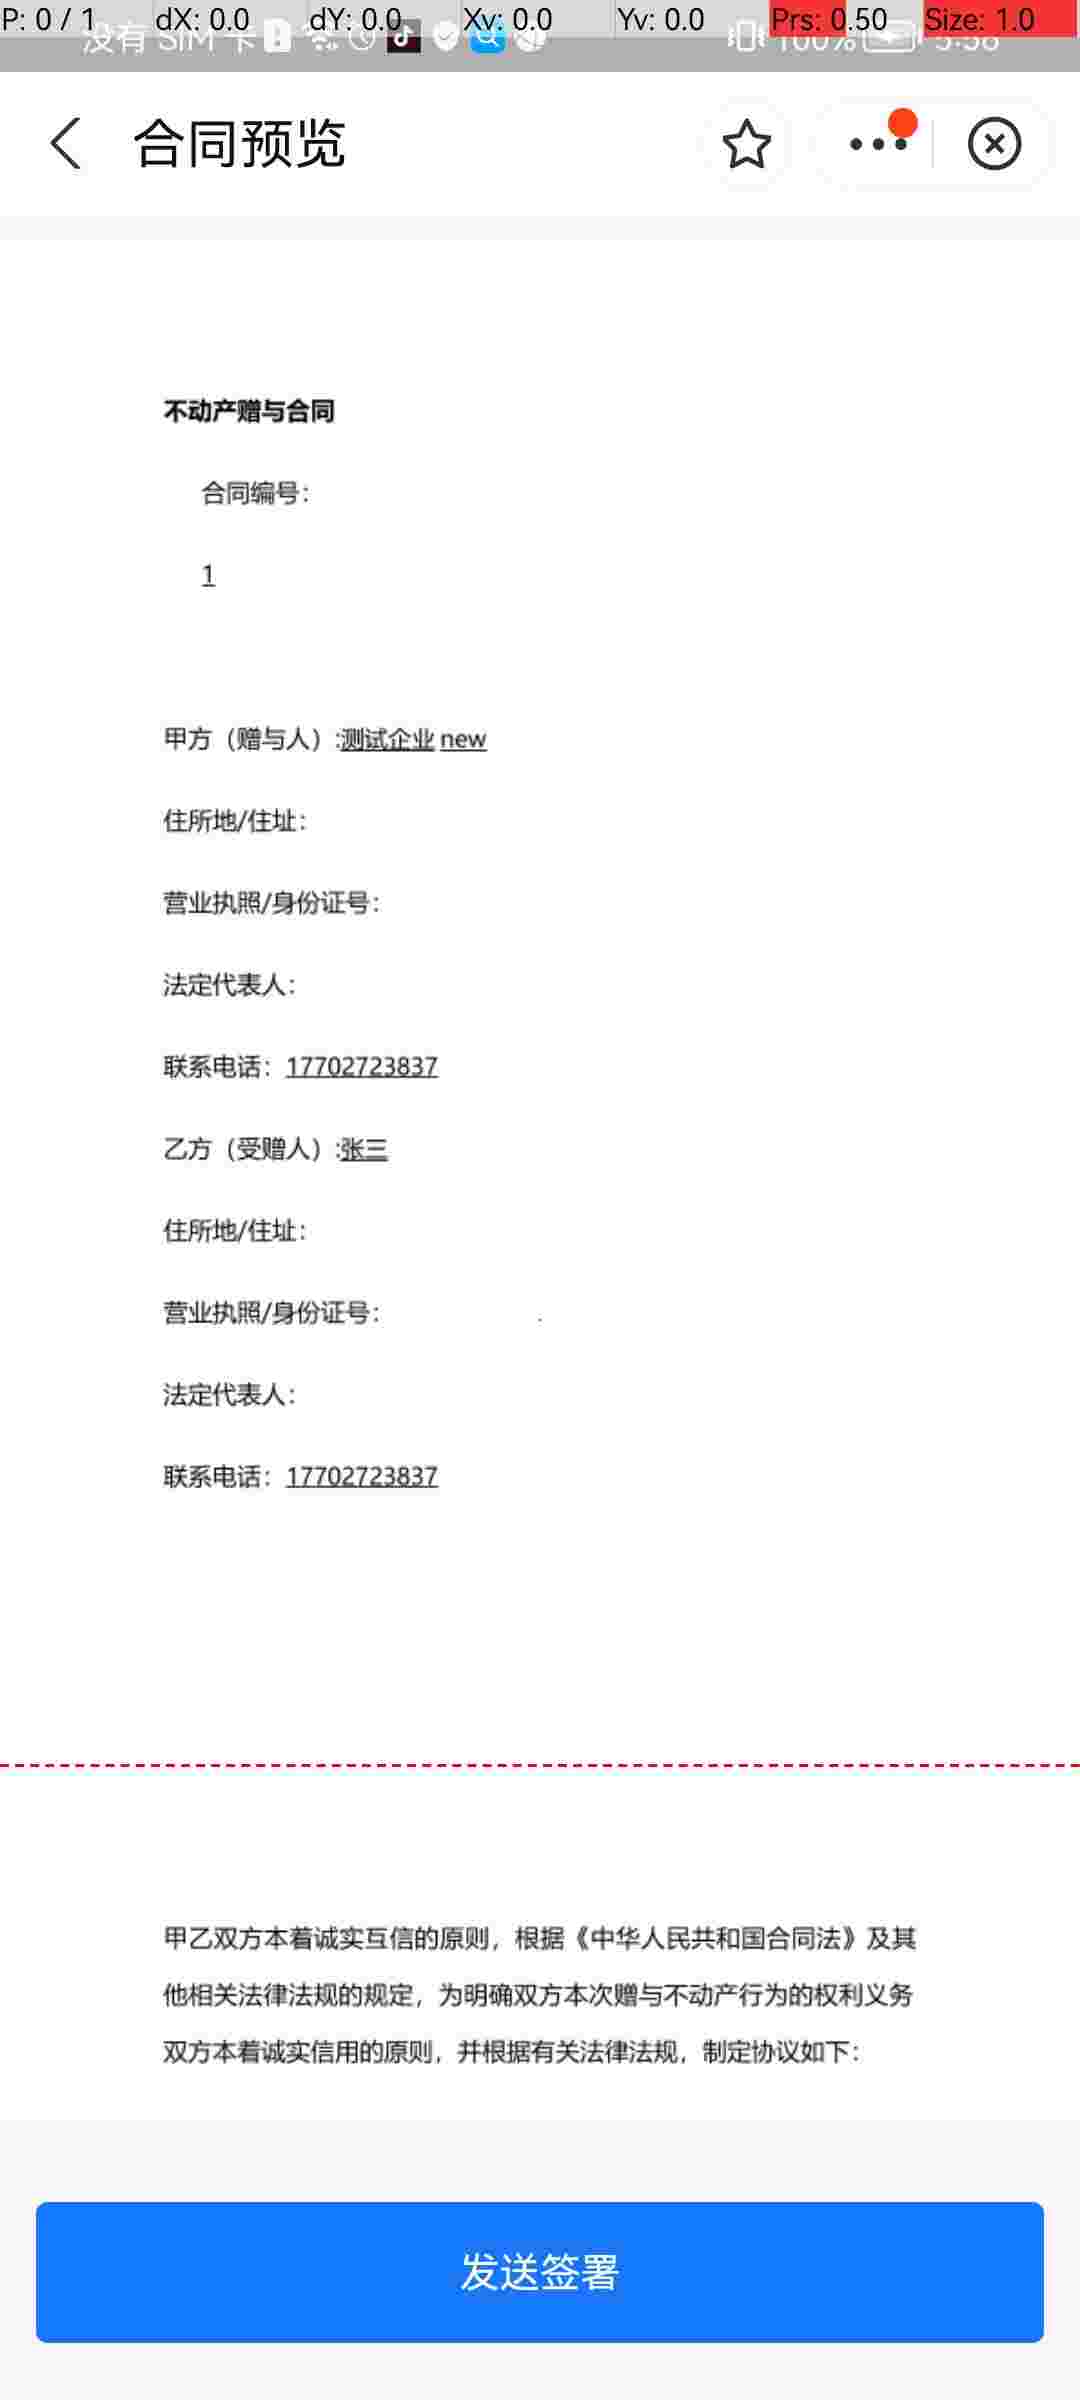 P: 0 / 1 dX: 0.0 dY: 0.0 Xv: 0.0 Yv: 0.0 Prs: 0.50 Size: 1.0
没有 SIM 卡 100% 5:38
合同预览
不动产赠与合同
合同编号：
1
甲方（赠与人）:测试企业 new
住所地/住址：
营业执照/身份证号：
法定代表人：
联系电话：17702723837
乙方（受赠人）:张三
住所地/住址：
营业执照/身份证号：
法定代表人：
联系电话：17702723837
甲乙双方本着诚实互信的原则，根据《中华人民共和国合同法》及其
他相关法律法规的规定，为明确双方本次赠与不动产行为的权利义务
双方本着诚实信用的原则，并根据有关法律法规，制定协议如下：
发送签署